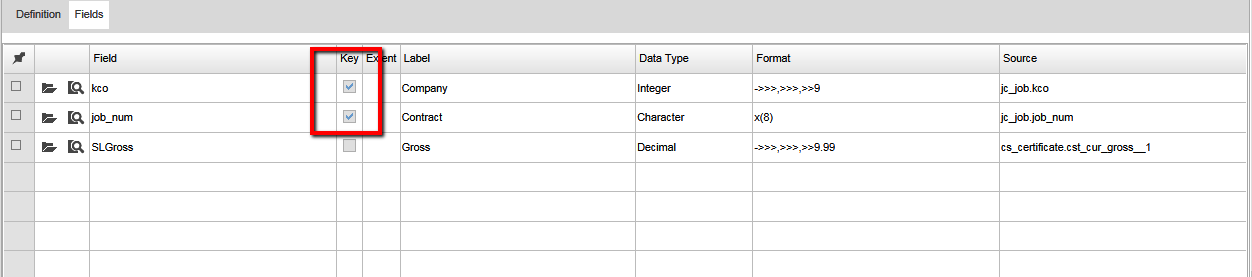 Definition Fields
Field Key Extent Label Data Type Format Source
kco Company Integer ->>>,>>>,>>9 jc_job.kco
job_num Contract Character x(8) jc_job.job_num
SLGross Gross Decimal ->>>,>>>,>>9.99 cs_certificate.cst_cur_gross__1